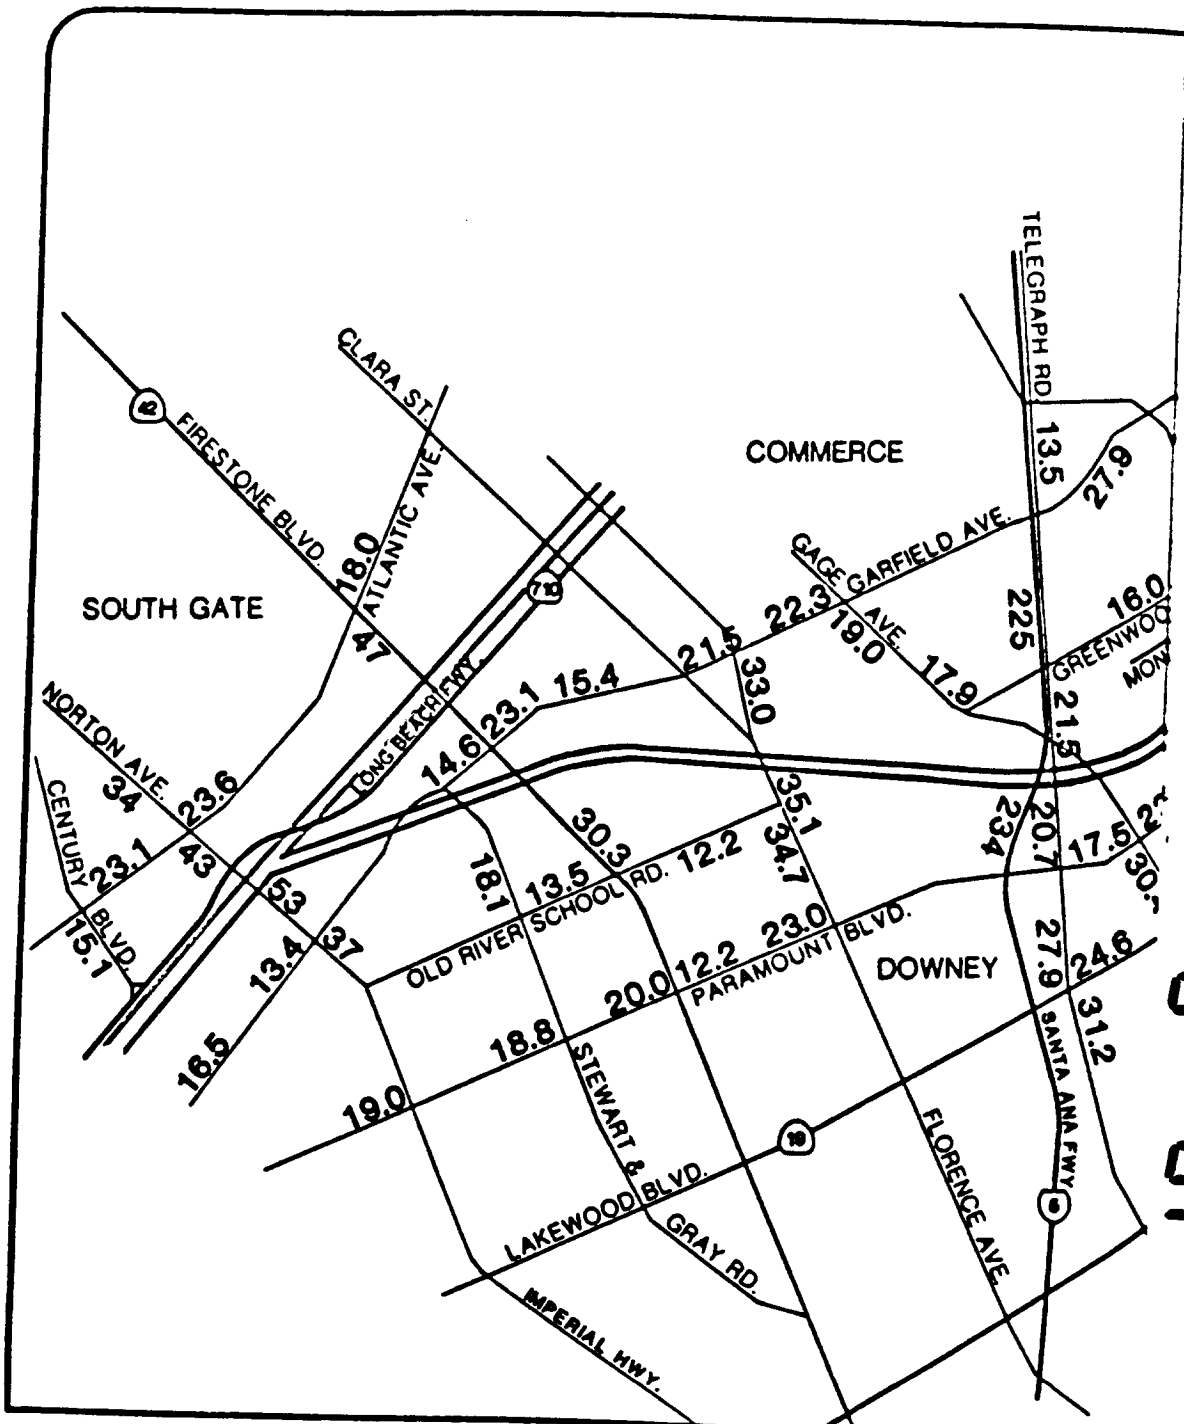 TELEGRAPH RD.
CLARA ST.
42
FIRESTONE BLVD.
COMMERCE
13.5
27.9
ATLANTIC AVE.
18.0
GAGE AVE.
GARFIELD AVE.
710
SOUTH GATE
47
22.3
19.0
225
16.0
21.5
33.0
17.9
15.4
23.1
LONG BEACH FWY.
14.6
21.5
NORTON AVE.
34
CENTURY BLVD.
23.6
23.1
43
53
15.1
37
13.4
16.5
30.3
18.1
13.5
12.2
OLD RIVER SCHOOL RD.
35.1
34.7
234
20.7
17.5
23.0
12.2
20.0
PARAMOUNT BLVD.
DOWNEY
27.9
24.6
31.2
18.8
19.0
STEWART & GRAY RD.
SANTA ANA FWY.
19
LAKEWOOD BLVD.
FLORENCE AVE.
5
IMPERIAL HWY.